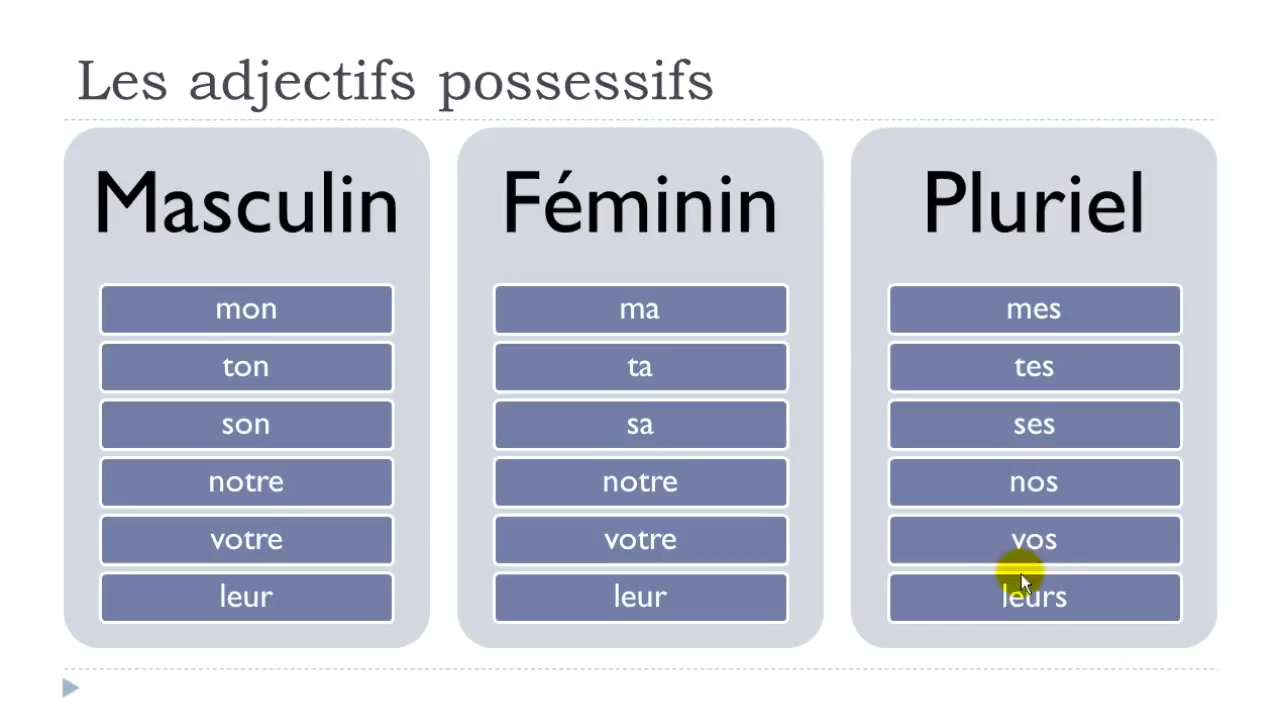 Les adjectifs possessifs
Masculin
mon
ton
son
notre
votre
leur
Féminin
ma
ta
sa
notre
votre
leur
Pluriel
mes
tes
ses
nos
vos
leurs